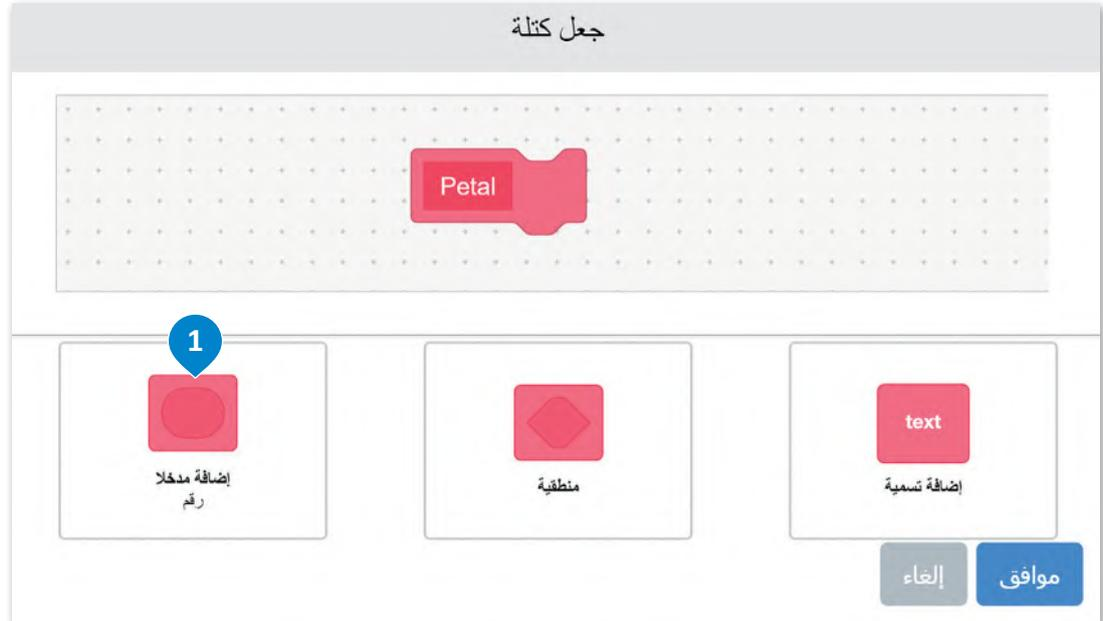 جعل كتلة
Petal
1
text
إضافة تسمية
منطقية
إضافة مدخلا
رقم
موافق
إلغاء